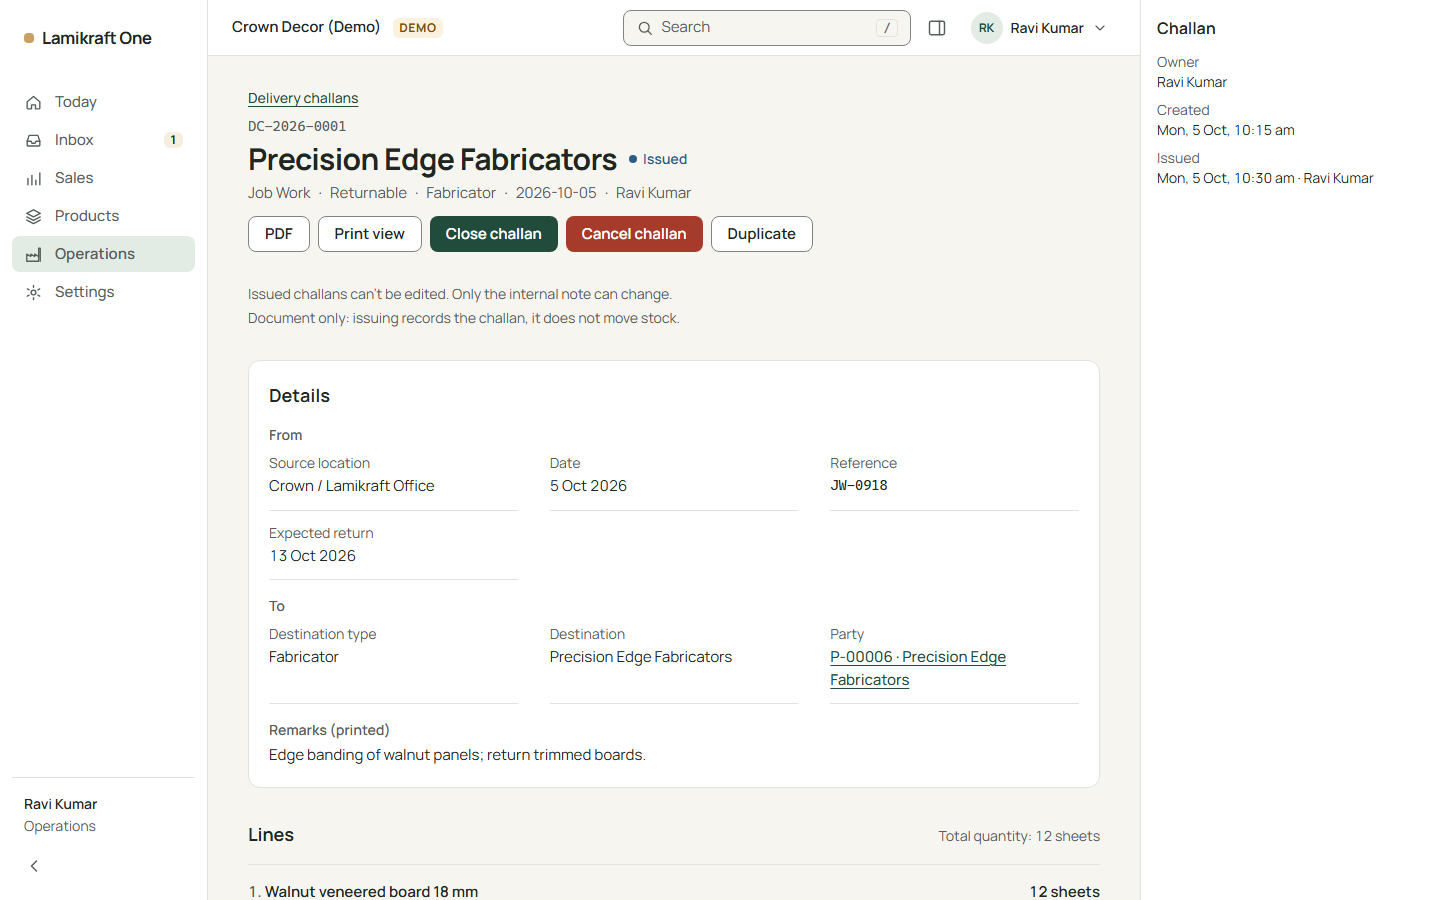 Lamikraft One
Today
Inbox 1
Sales
Products
Operations
Settings
Ravi Kumar
Operations
Crown Decor (Demo) DEMO
Search /
RK Ravi Kumar
Delivery challans
DC-2026-0001
Precision Edge Fabricators Issued
Job Work · Returnable · Fabricator · 2026-10-05 · Ravi Kumar
PDF Print view Close challan Cancel challan Duplicate
Issued challans can't be edited. Only the internal note can change.
Document only: issuing records the challan, it does not move stock.
Details
From
Source location Date Reference
Crown / Lamikraft Office 5 Oct 2026 JW-0918
Expected return
13 Oct 2026
To
Destination type Destination Party
Fabricator Precision Edge Fabricators P-00006 · Precision Edge
Fabricators
Remarks (printed)
Edge banding of walnut panels; return trimmed boards.
Lines Total quantity: 12 sheets
1. Walnut veneered board 18 mm 12 sheets
Challan
Owner
Ravi Kumar
Created
Mon, 5 Oct, 10:15 am
Issued
Mon, 5 Oct, 10:30 am · Ravi Kumar